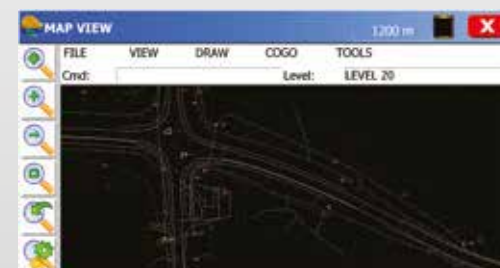 MAP VIEW 1200 m X
FILE VIEW DRAW COGO TOOLS
Cmd: Level: LEVEL 20